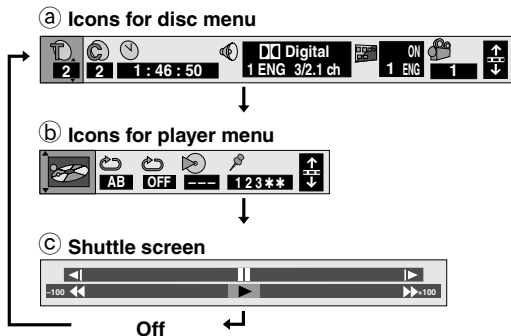 ⓐ Icons for disc menu
T C DD Digital ON
2 2 1:46:50 1 ENG 3/2.1 ch 1 ENG 1
ⓑ Icons for player menu
AB OFF --- 123**
ⓒ Shuttle screen
–100 +100
Off